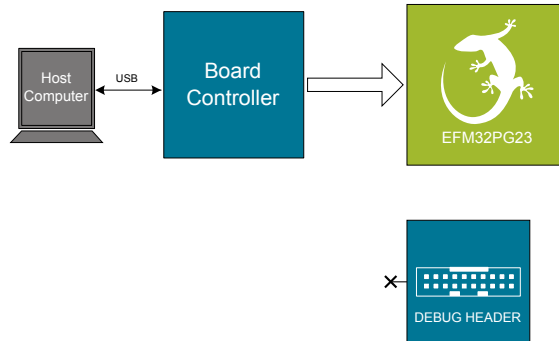 Host
Computer
USB
Board
Controller
EFM32PG23
DEBUG HEADER